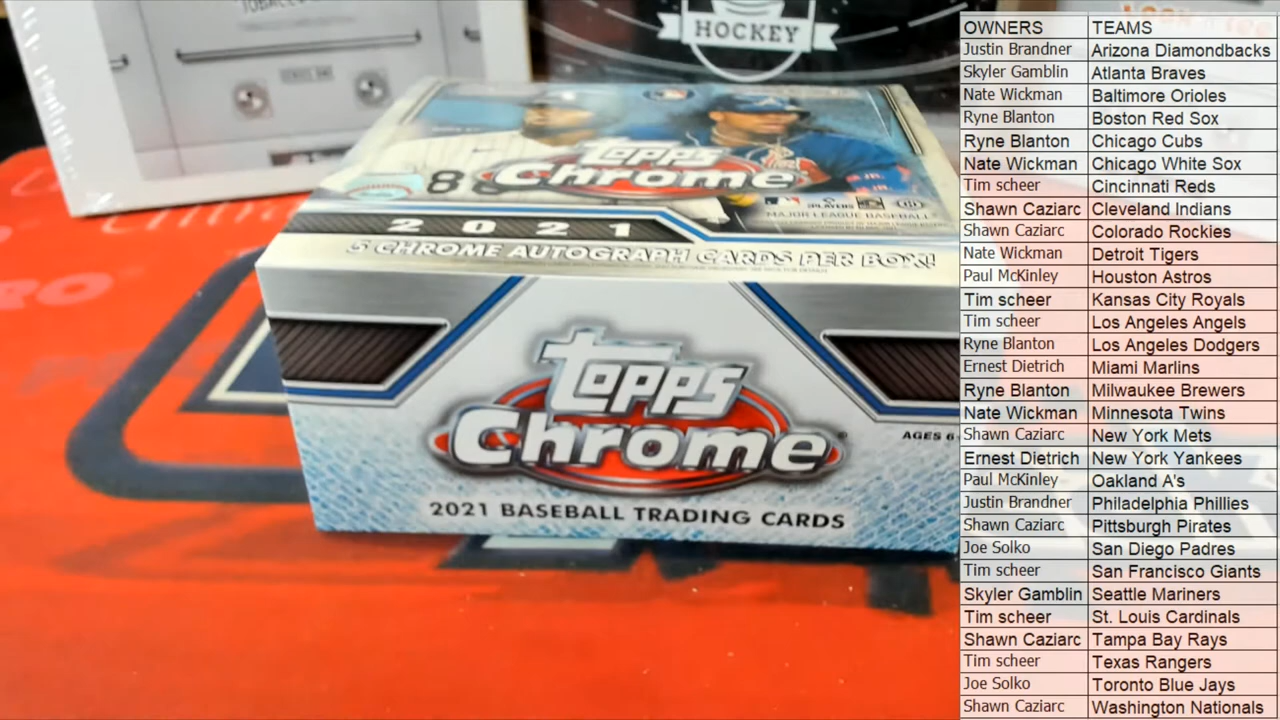 TOBACCO
SERIES ONE
HOCKEY
Topps
Chrome
2021
5 CHROME AUTOGRAPH CARDS PER BOX!
MAJOR LEAGUE BASEBALL
Topps
Chrome
AGES 6
2021 BASEBALL TRADING CARDS
OWNERS TEAMS
Justin Brandner Arizona Diamondbacks
Skyler Gamblin Atlanta Braves
Nate Wickman Baltimore Orioles
Ryne Blanton Boston Red Sox
Ryne Blanton Chicago Cubs
Nate Wickman Chicago White Sox
Tim scheer Cincinnati Reds
Shawn Caziarc Cleveland Indians
Shawn Caziarc Colorado Rockies
Nate Wickman Detroit Tigers
Paul McKinley Houston Astros
Tim scheer Kansas City Royals
Tim scheer Los Angeles Angels
Ryne Blanton Los Angeles Dodgers
Ernest Dietrich Miami Marlins
Ryne Blanton Milwaukee Brewers
Nate Wickman Minnesota Twins
Shawn Caziarc New York Mets
Ernest Dietrich New York Yankees
Paul McKinley Oakland A's
Justin Brandner Philadelphia Phillies
Shawn Caziarc Pittsburgh Pirates
Joe Solko San Diego Padres
Tim scheer San Francisco Giants
Skyler Gamblin Seattle Mariners
Tim scheer St. Louis Cardinals
Shawn Caziarc Tampa Bay Rays
Tim scheer Texas Rangers
Joe Solko Toronto Blue Jays
Shawn Caziarc Washington Nationals